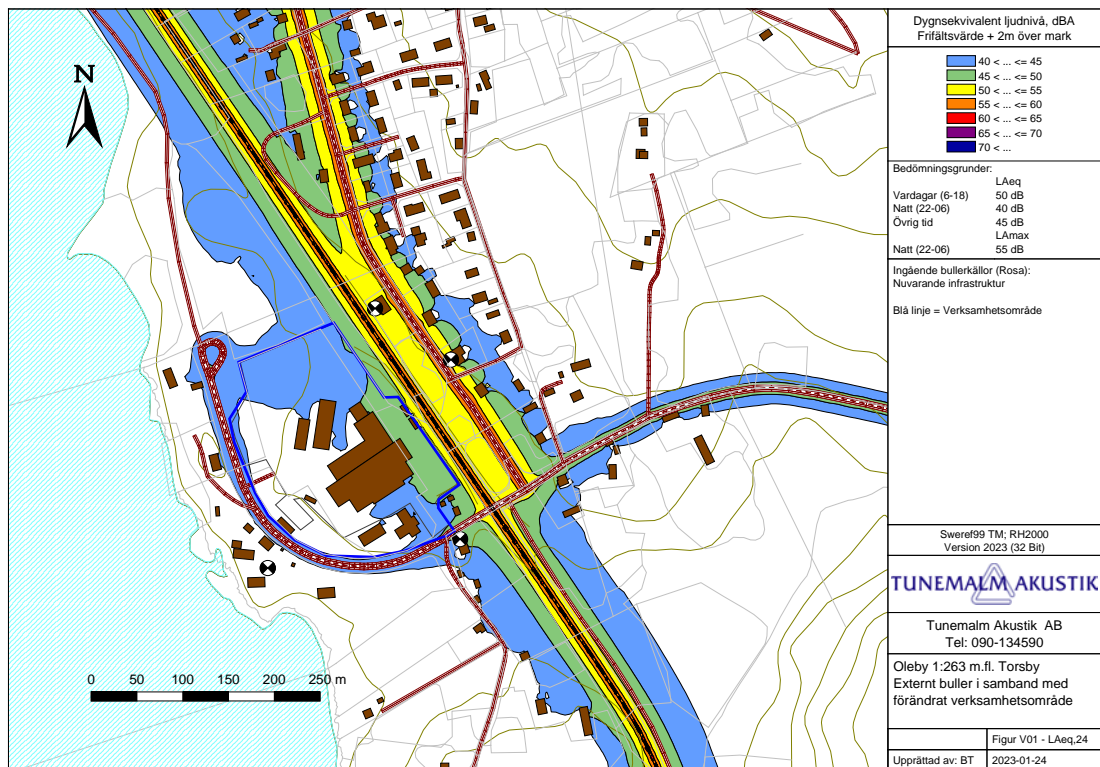 N
0 50 100 150 200 250 m
Dygnsekvivalent ljudnivå, dBA
Frifältsvärde + 2m över mark
40 < ... <= 45
45 < ... <= 50
50 < ... <= 55
55 < ... <= 60
60 < ... <= 65
65 < ... <= 70
70 < ...
Bedömningsgrunder:
LAeq
Vardagar (6-18) 50 dB
Natt (22-06) 40 dB
Övrig tid 45 dB
LAmax
Natt (22-06) 55 dB
Ingående bullerkällor (Rosa):
Nuvarande infrastruktur
Blå linje = Verksamhetsområde
Sweref99 TM; RH2000
Version 2023 (32 Bit)
TUNEMALM AKUSTIK
Tunemalm Akustik AB
Tel: 090-134590
Oleby 1:263 m.fl. Torsby
Externt buller i samband med
förändrat verksamhetsområde
Figur V01 - LAeq,24
Upprättad av: BT 2023-01-24